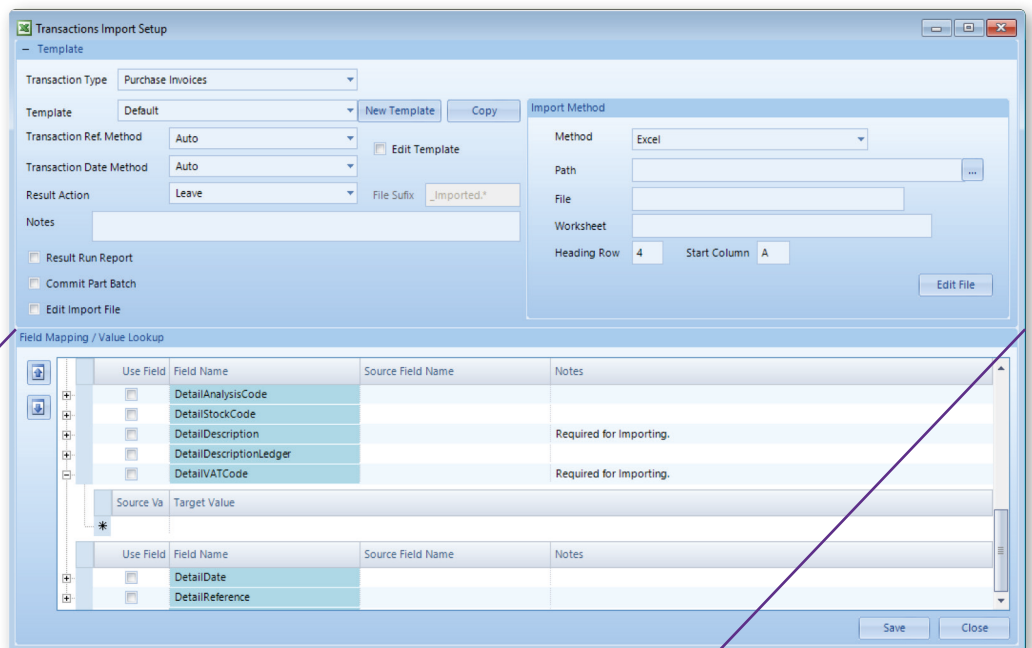 Transactions Import Setup
Template
Transaction Type Purchase Invoices
Template Default New Template Copy
Transaction Ref. Method Auto
Edit Template
Transaction Date Method Auto
Result Action Leave File Sufix _Imported.*
Notes
Result Run Report
Commit Part Batch
Edit Import File
Import Method
Method Excel
Path ...
File
Worksheet
Heading Row 4 Start Column A
Edit File
Field Mapping / Value Lookup
Use Field Field Name Source Field Name Notes
DetailAnalysisCode
DetailStockCode
DetailDescription Required for Importing.
DetailDescriptionLedger
DetailVATCode Required for Importing.
Source Va Target Value
Use Field Field Name Source Field Name Notes
DetailDate
DetailReference
Save Close